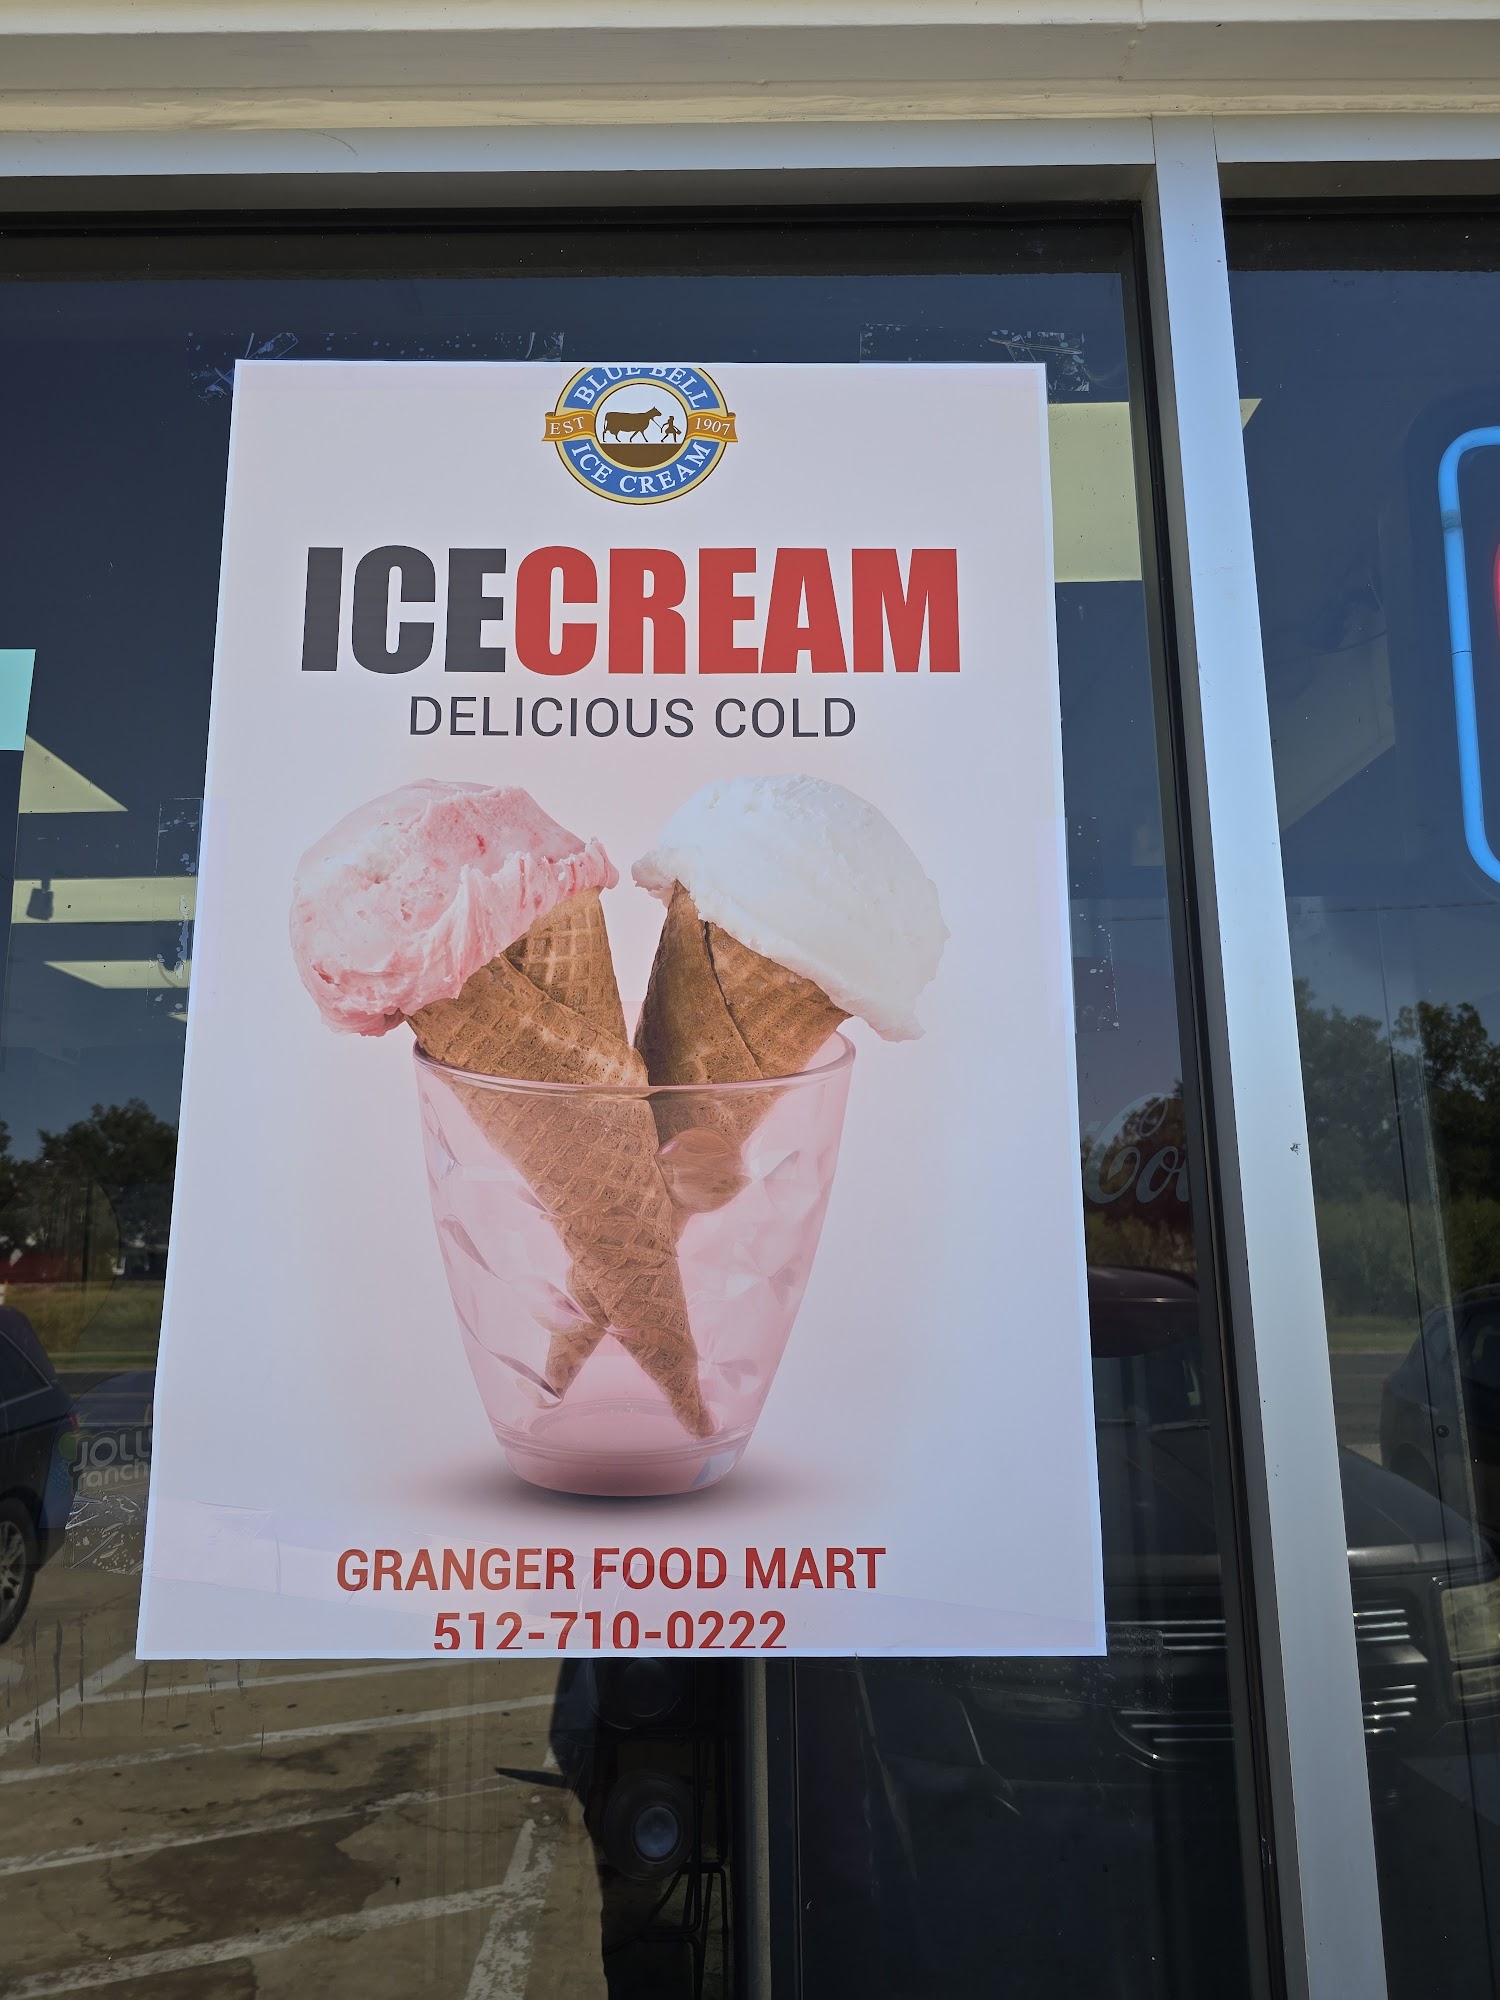 BLUE BELL
EST 1907
ICE CREAM
ICECREAM
DELICIOUS COLD
GRANGER FOOD MART
512-710-0222